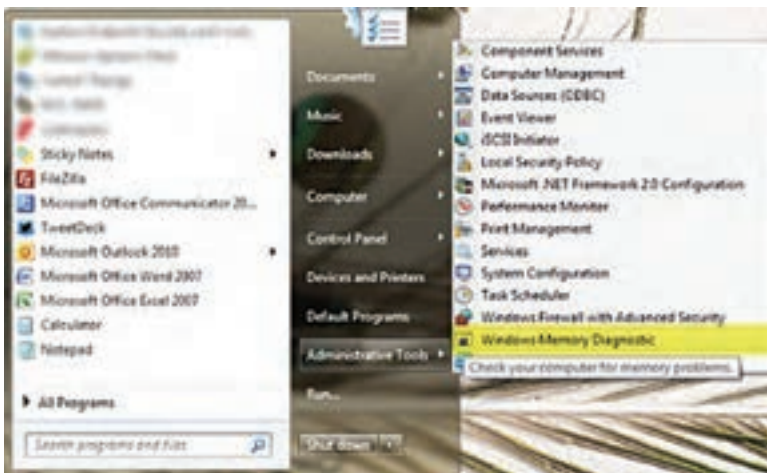 Sticky Notes
FileZilla
Microsoft Office Communicator 20...
TweetDeck
Microsoft Outlook 2010
Microsoft Office Word 2007
Microsoft Office Excel 2007
Calculator
Notepad
All Programs
Search programs and files
Documents
Music
Downloads
Computer
Control Panel
Devices and Printers
Default Programs
Administrative Tools
Run...
Shut down
Component Services
Computer Management
Data Sources (ODBC)
Event Viewer
iSCSI Initiator
Local Security Policy
Microsoft .NET Framework 2.0 Configuration
Performance Monitor
Print Management
Services
System Configuration
Task Scheduler
Windows Firewall with Advanced Security
Windows Memory Diagnostic
Check your computer for memory problems.